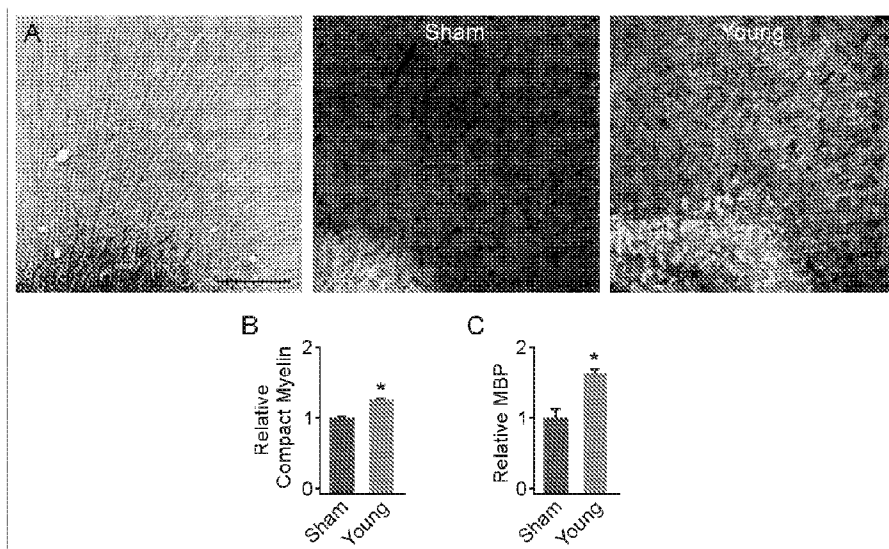 A
Sham
Young
B
Relative
Compact Myelin
2
1
0
*
Sham
Young
C
Relative MBP
2
1
0
*
Sham
Young